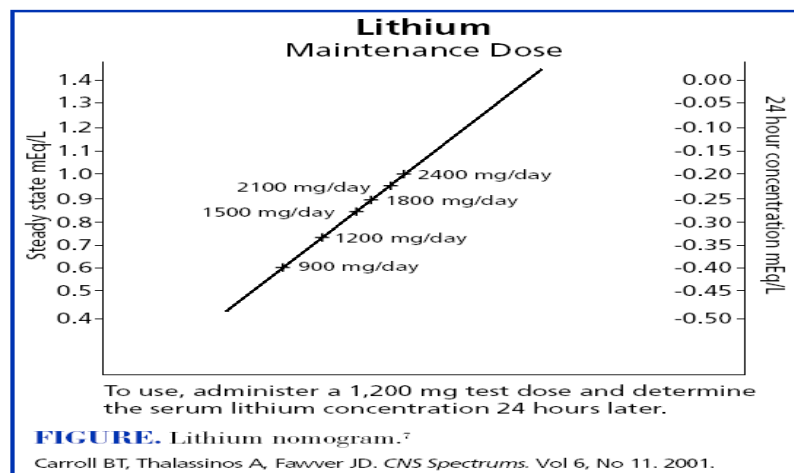 Lithium
Maintenance Dose
Steady state mEq/L
1.4
1.3
1.2
1.1
1.0
0.9
0.8
0.7
0.6
0.5
0.4
2400 mg/day
2100 mg/day
1800 mg/day
1500 mg/day
1200 mg/day
900 mg/day
0.00
-0.05
-0.10
-0.15
-0.20
-0.25
-0.30
-0.35
-0.40
-0.45
-0.50
24 hour concentration mEq/L
To use, administer a 1,200 mg test dose and determine
the serum lithium concentration 24 hours later.
FIGURE. Lithium nomogram.⁷
Carroll BT, Thalassinos A, Fawver JD. CNS Spectrums. Vol 6, No 11. 2001.